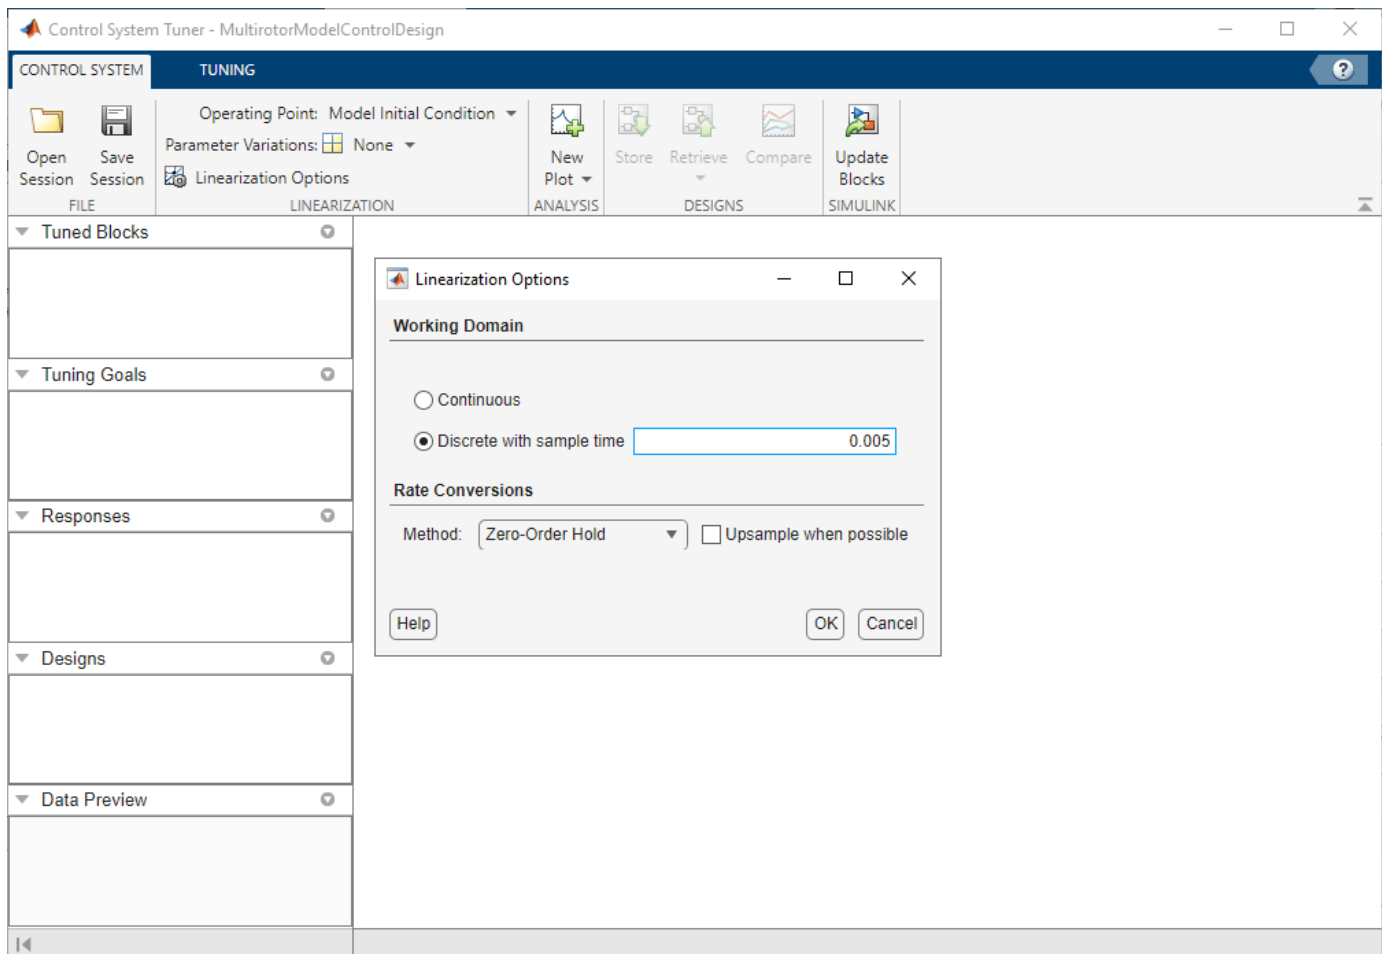 Control System Tuner - MultirotorModelControlDesign
CONTROL SYSTEM
TUNING
?
Open
Session
Save
Session
FILE
Operating Point: Model Initial Condition
Parameter Variations: None
Linearization Options
LINEARIZATION
New
Plot
ANALYSIS
Store
Retrieve
Compare
DESIGNS
Update
Blocks
SIMULINK
Tuned Blocks
Tuning Goals
Responses
Designs
Data Preview
Linearization Options
Working Domain
Continuous
Discrete with sample time 0.005
Rate Conversions
Method: Zero-Order Hold Upsample when possible
Help OK Cancel